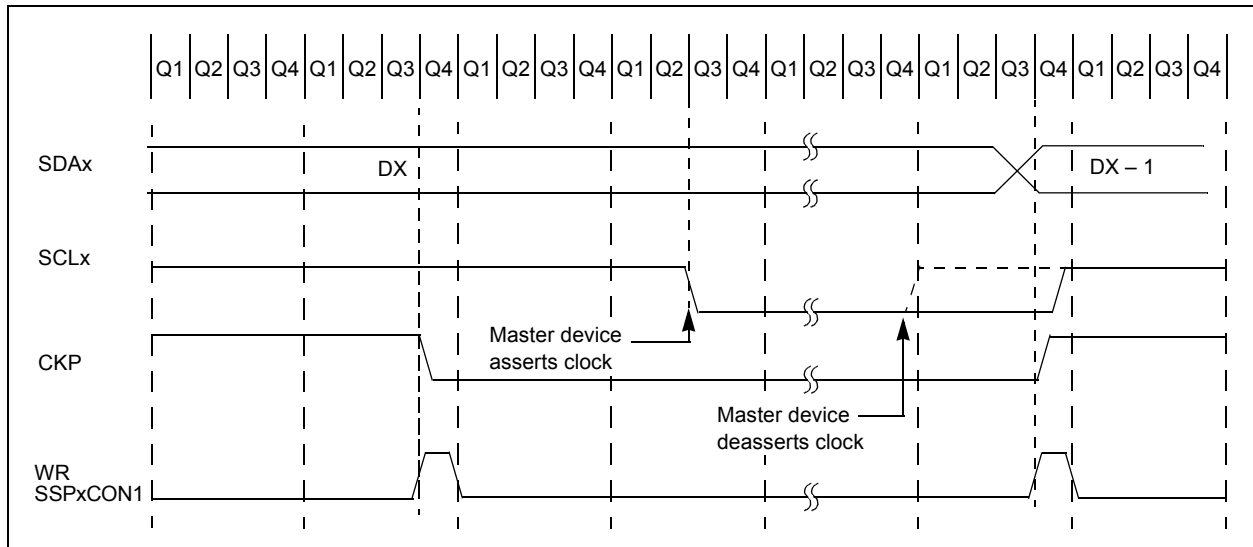 Q1 Q2 Q3 Q4 Q1 Q2 Q3 Q4 Q1 Q2 Q3 Q4 Q1 Q2 Q3 Q4 Q1 Q2 Q3 Q4 Q1 Q2 Q3 Q4 Q1 Q2 Q3 Q4
SDAx
DX
DX – 1
SCLx
Master device
asserts clock
CKP
Master device
deasserts clock
WR
SSPxCON1